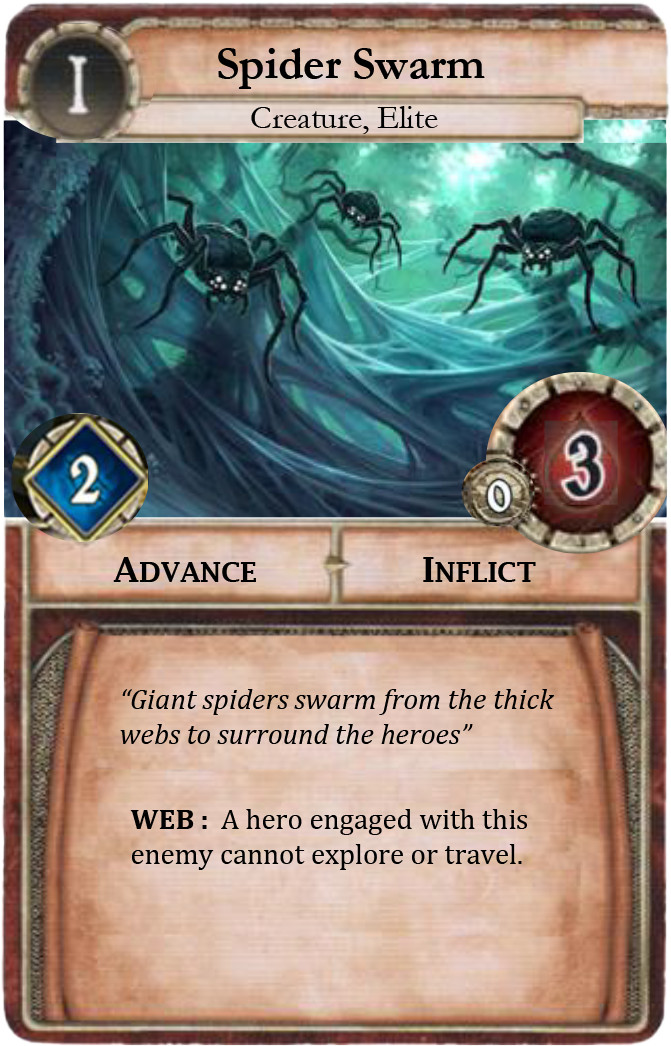 I
Spider Swarm
Creature, Elite
2
0
3
ADVANCE
INFLICT
“Giant spiders swarm from the thick
webs to surround the heroes”
WEB : A hero engaged with this
enemy cannot explore or travel.